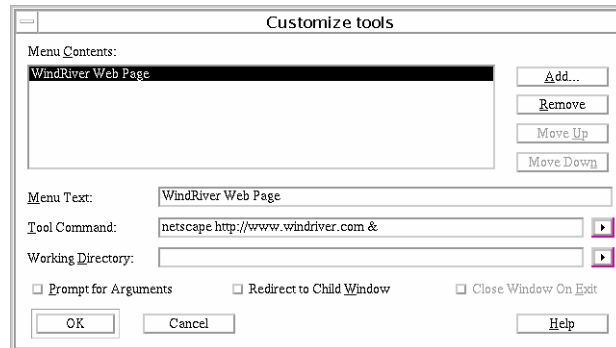 Customize tools
Menu Contents:
WindRiver Web Page
Add...
Remove
Move Up
Move Down
Menu Text: WindRiver Web Page
Tool Command: netscape http://www.windriver.com &
Working Directory:
Prompt for Arguments Redirect to Child Window Close Window On Exit
OK Cancel Help